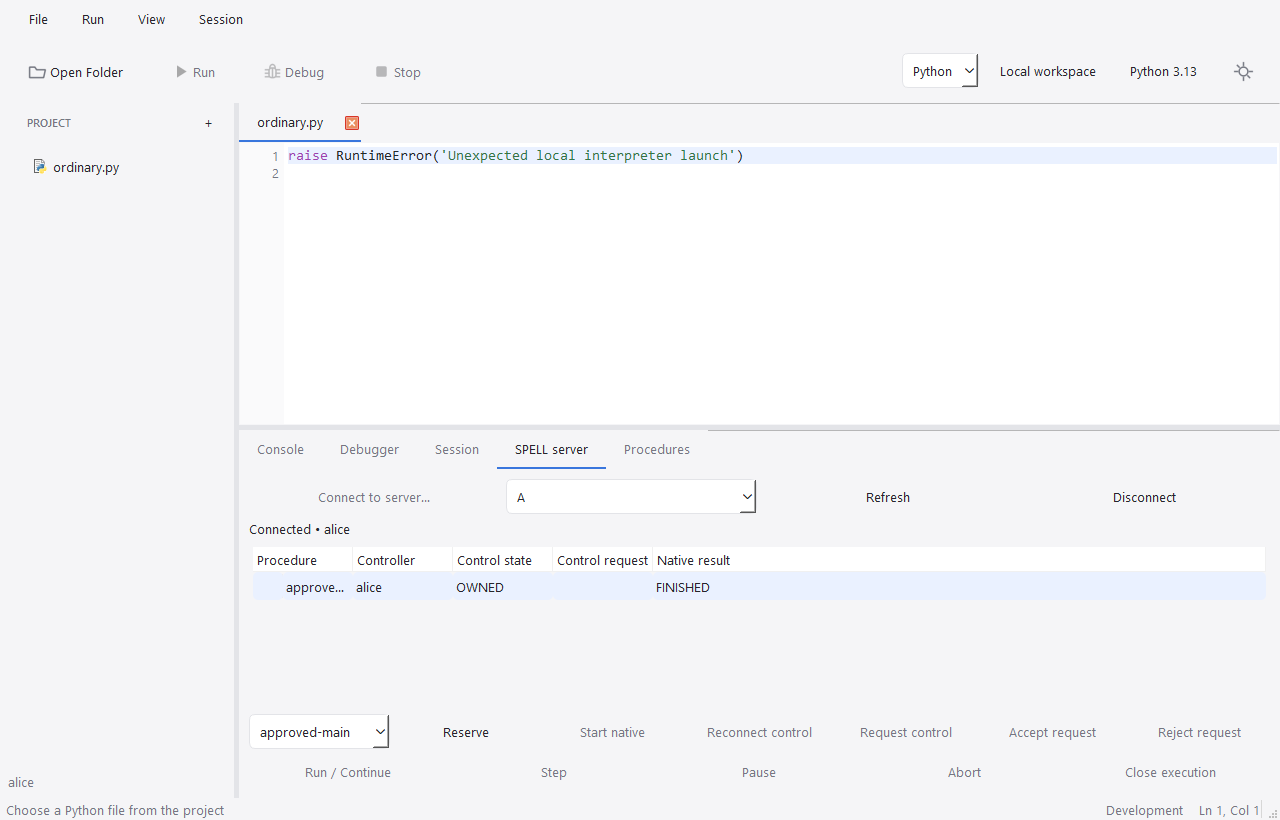 File Run View Session
Open Folder Run Debug Stop Python Local workspace Python 3.13
PROJECT +
ordinary.py
ordinary.py
1 raise RuntimeError('Unexpected local interpreter launch')
2
Console Debugger Session SPELL server Procedures
Connect to server... A Refresh Disconnect
Connected • alice
Procedure Controller Control state Control request Native result
approve... alice OWNED FINISHED
approved-main Reserve Start native Reconnect control Request control Accept request Reject request
Run / Continue Step Pause Abort Close execution
alice
Choose a Python file from the project Development Ln 1, Col 1